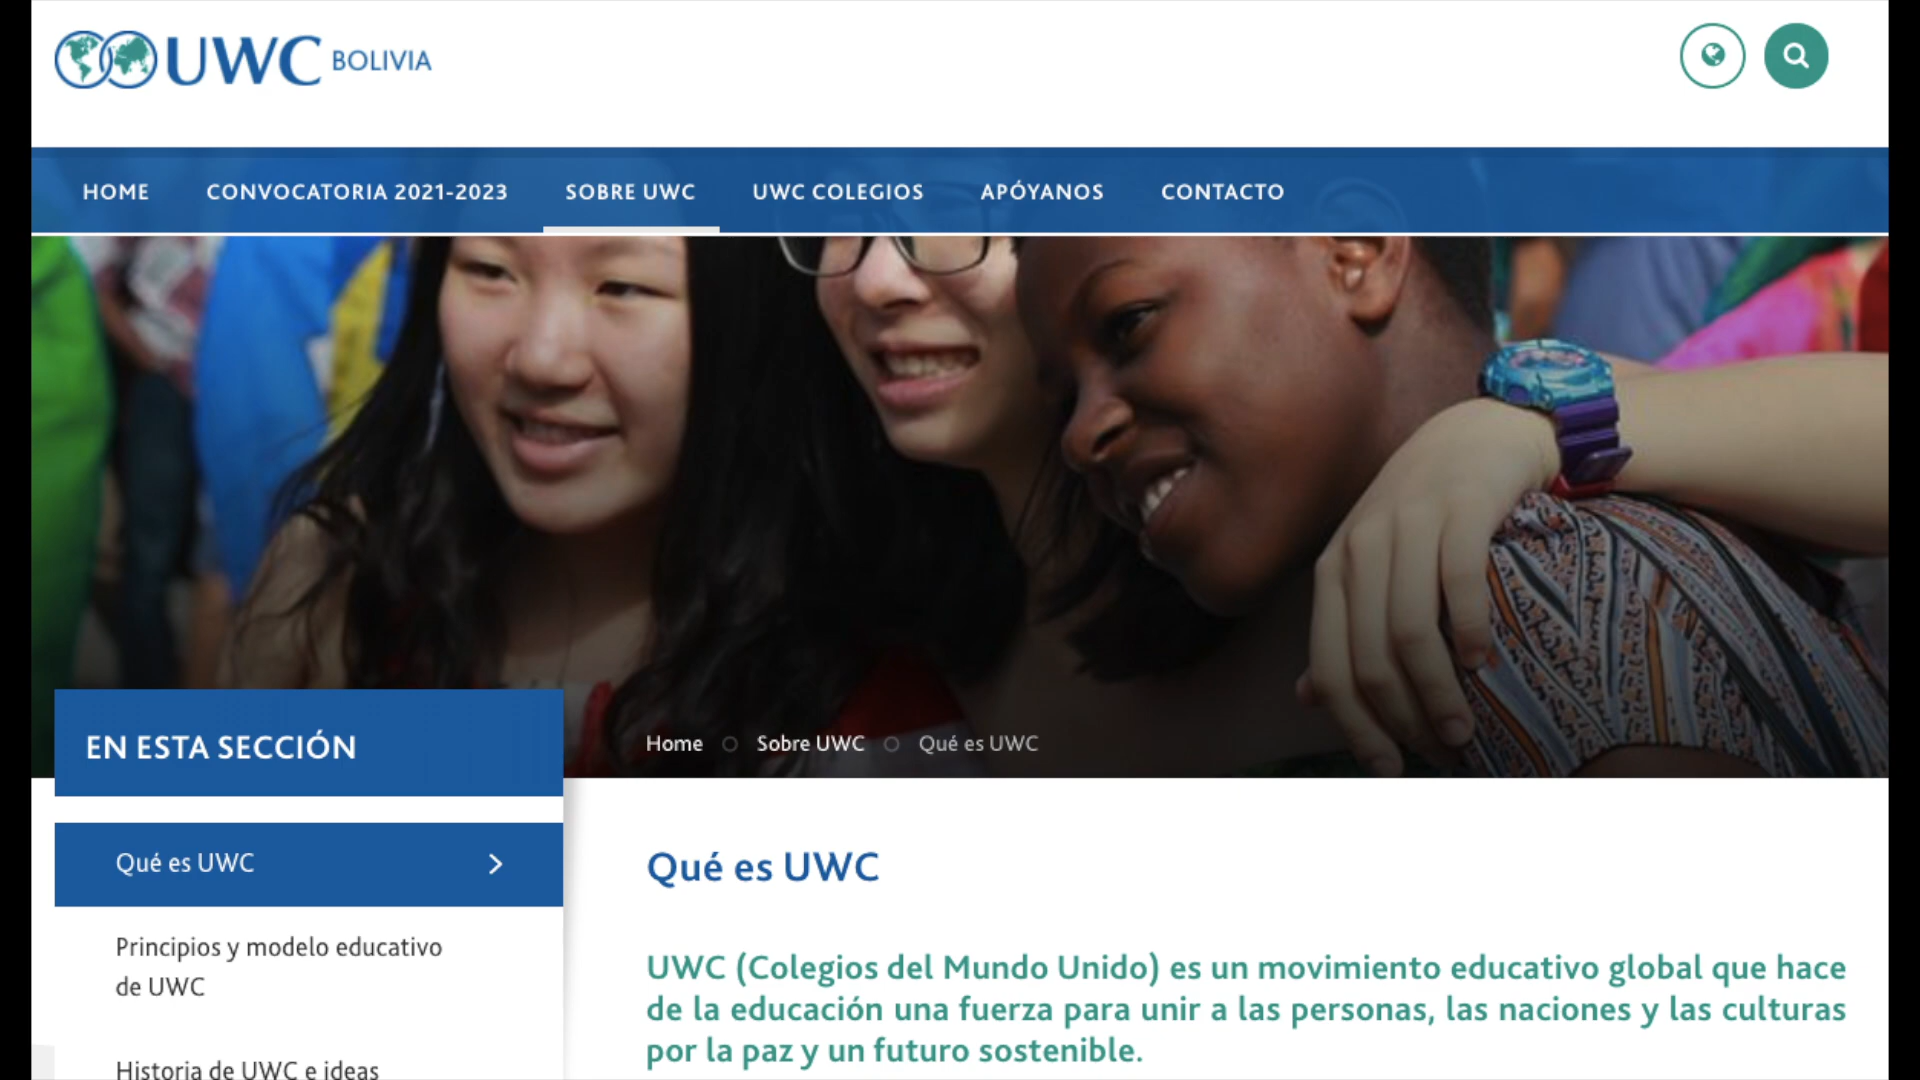 UWC BOLIVIA
HOME CONVOCATORIA 2021-2023 SOBRE UWC UWC COLEGIOS APÓYANOS CONTACTO
EN ESTA SECCIÓN
Home Sobre UWC Qué es UWC
Qué es UWC
Principios y modelo educativo
de UWC
Historia de UWC e ideas
Qué es UWC
UWC (Colegios del Mundo Unido) es un movimiento educativo global que hace
de la educación una fuerza para unir a las personas, las naciones y las culturas
por la paz y un futuro sostenible.